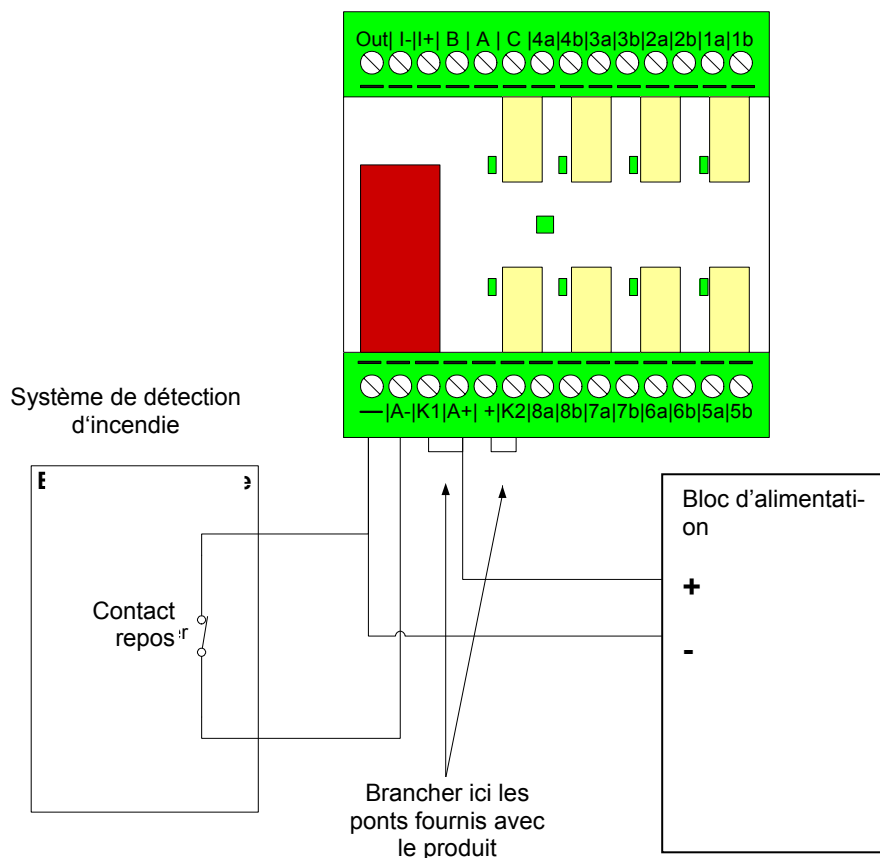 Out| I-|I+| B | A | C |4a|4b|3a|3b|2a|2b|1a|1b
—|A-|K1|A+| +|K2|8a|8b|7a|7b|6a|6b|5a|5b
Système de détection
d'incendie
Contact
repos
Bloc d'alimentati-
on
+
-
Brancher ici les
ponts fournis avec
le produit